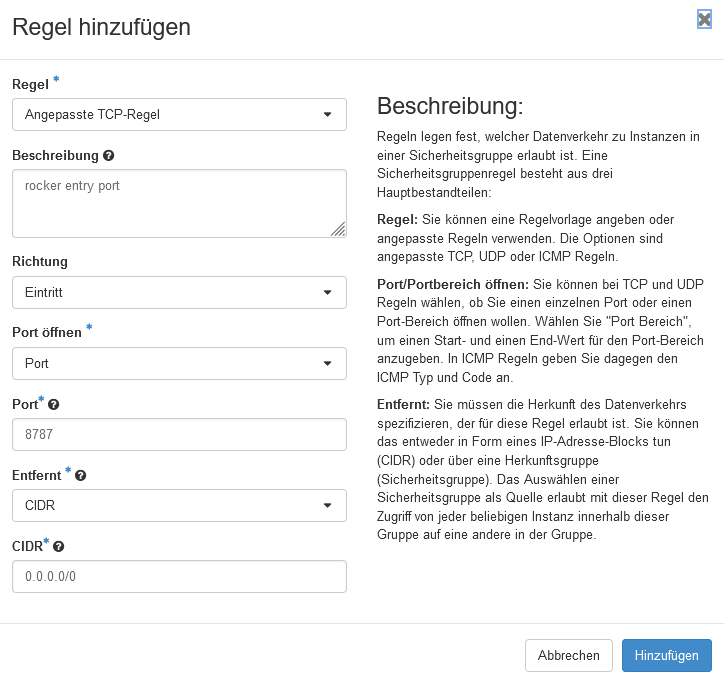 Regel hinzufügen
Regel *
Angepasste TCP-Regel
Beschreibung
rocker entry port
Richtung
Eintritt
Port öffnen *
Port
Port*
8787
Entfernt *
CIDR
CIDR*
0.0.0.0/0
Beschreibung:
Regeln legen fest, welcher Datenverkehr zu Instanzen in
einer Sicherheitsgruppe erlaubt ist. Eine
Sicherheitsgruppenregel besteht aus drei
Hauptbestandteilen:
Regel: Sie können eine Regelvorlage angeben oder
angepasste Regeln verwenden. Die Optionen sind
angepasste TCP, UDP oder ICMP Regeln.
Port/Portbereich öffnen: Sie können bei TCP und UDP
Regeln wählen, ob Sie einen einzelnen Port oder einen
Port-Bereich öffnen wollen. Wählen Sie "Port Bereich",
um einen Start- und einen End-Wert für den Port-Bereich
anzugeben. In ICMP Regeln geben Sie dagegen den
ICMP Typ und Code an.
Entfernt: Sie müssen die Herkunft des Datenverkehrs
spezifizieren, der für diese Regel erlaubt ist. Sie können
das entweder in Form eines IP-Adresse-Blocks tun
(CIDR) oder über eine Herkunftsgruppe
(Sicherheitsgruppe). Das Auswählen einer
Sicherheitsgruppe als Quelle erlaubt mit dieser Regel den
Zugriff von jeder beliebigen Instanz innerhalb dieser
Gruppe auf eine andere in der Gruppe.
Abbrechen
Hinzufügen